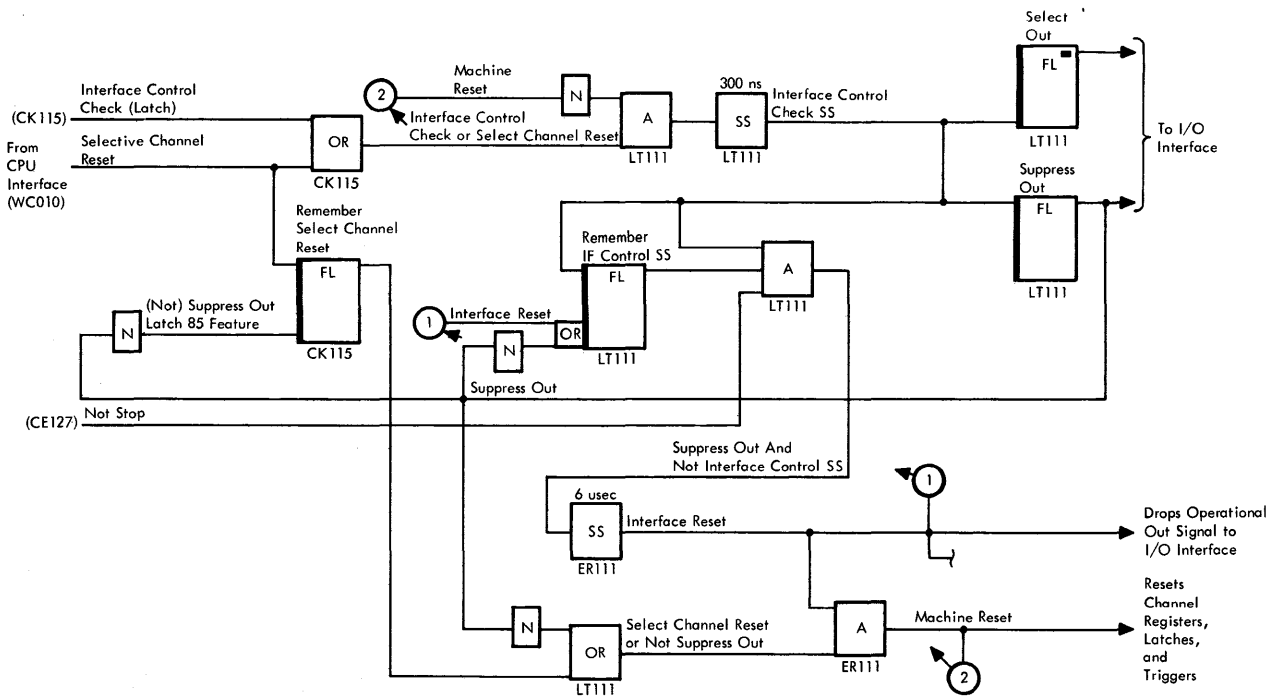 Select
Out
FL
LT111
To I/O
Interface
Machine
Reset
2
N
Interface Control
Check (Latch)
(CK115)
Selective Channel
Reset
From
CPU
Interface
(WC010)
OR
CK115
Interface Control
Check or Select Channel Reset
A
LT111
300 ns
SS
LT111
Interface Control
Check SS
Suppress
Out
FL
LT111
Remember
Select Channel
Reset
FL
CK115
Remember
IF Control SS
FL
LT111
A
LT111
(Not) Suppress Out
Latch 85 Feature
N
1
Interface Reset
OR
N
Suppress Out
(CE127)
Not Stop
Suppress Out And
Not Interface Control SS
6 usec
SS
ER111
Interface Reset
1
Drops Operational
Out Signal to
I/O Interface
N
OR
LT111
Select Channel Reset
or Not Suppress Out
A
ER111
Machine Reset
2
Resets
Channel
Registers,
Latches,
and
Triggers